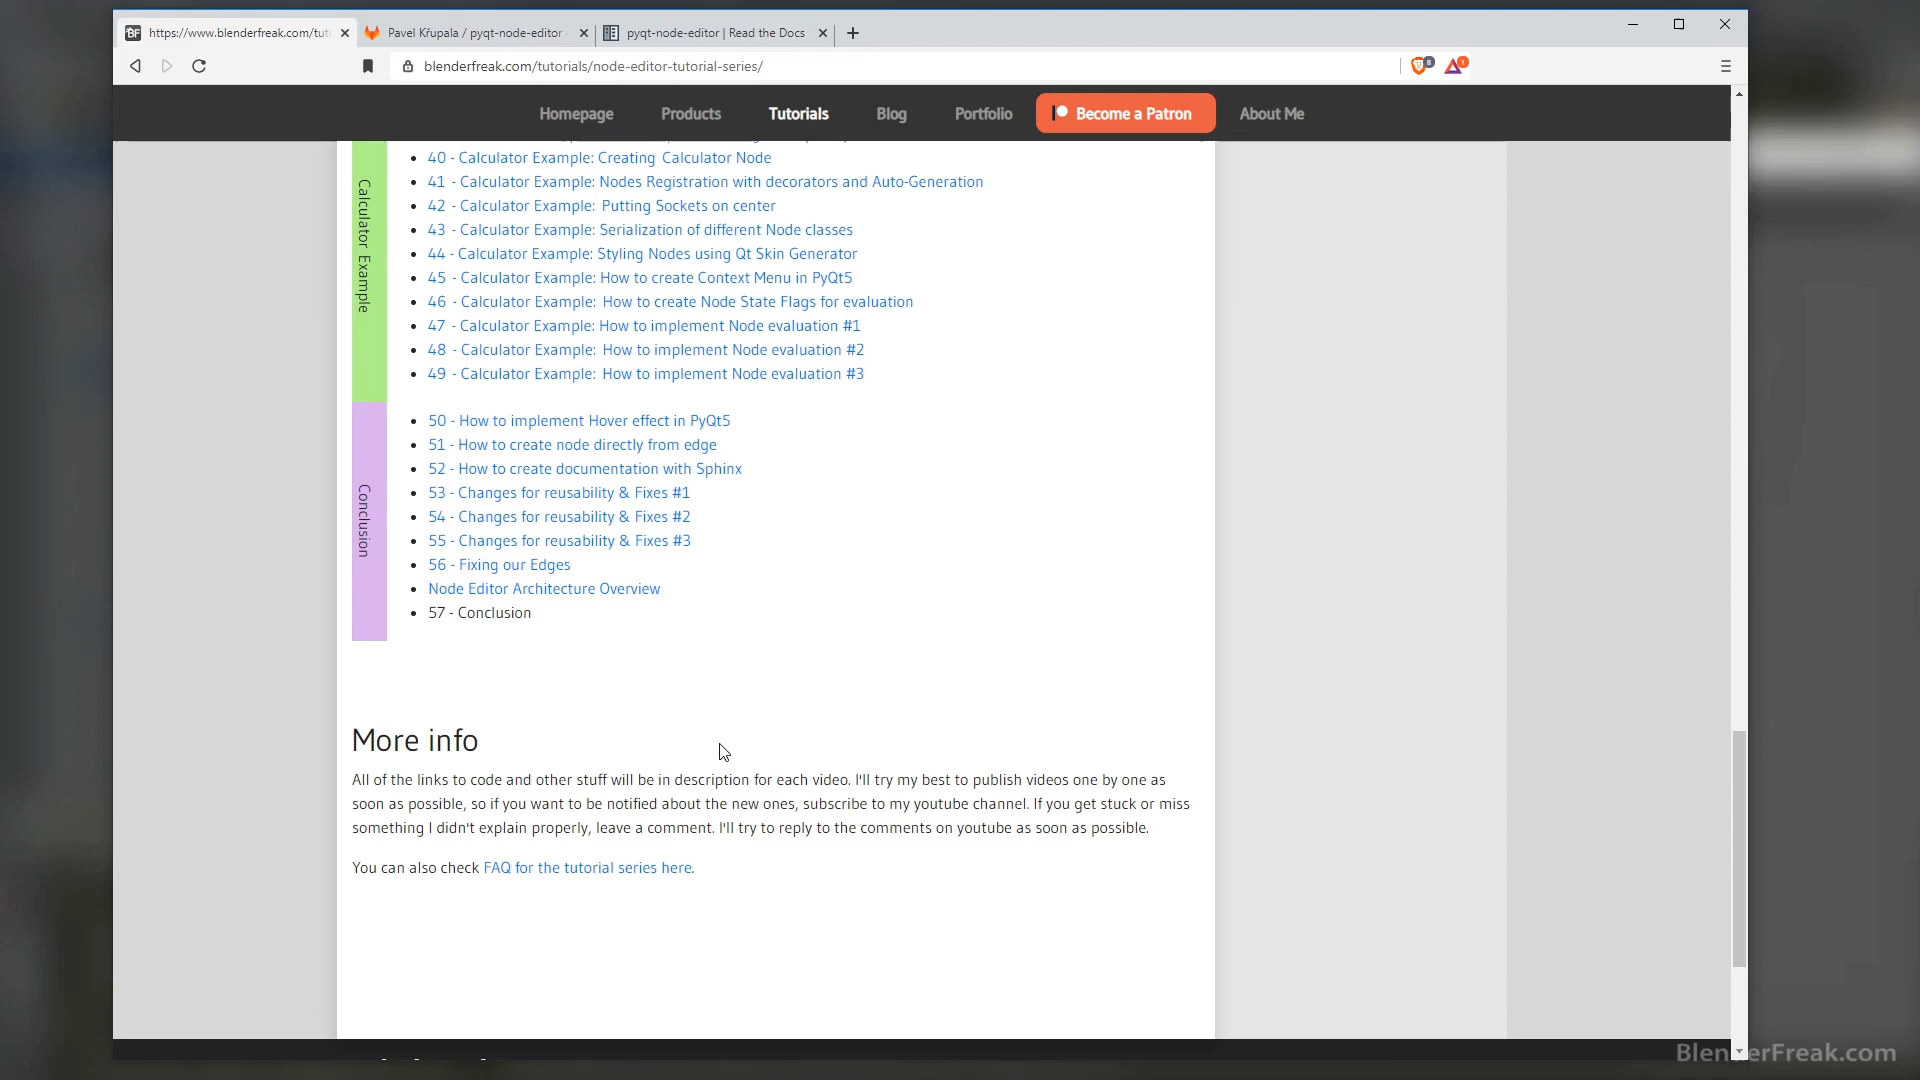 https://www.blenderfreak.com/tut
Pavel Křupala / pyqt-node-editor
pyqt-node-editor | Read the Docs
blenderfreak.com/tutorials/node-editor-tutorial-series/
8
1
Homepage
Products
Tutorials
Blog
Portfolio
Become a Patron
About Me
Calculator Example
40 - Calculator Example: Creating Calculator Node
41 - Calculator Example: Nodes Registration with decorators and Auto-Generation
42 - Calculator Example: Putting Sockets on center
43 - Calculator Example: Serialization of different Node classes
44 - Calculator Example: Styling Nodes using Qt Skin Generator
45 - Calculator Example: How to create Context Menu in PyQt5
46 - Calculator Example: How to create Node State Flags for evaluation
47 - Calculator Example: How to implement Node evaluation #1
48 - Calculator Example: How to implement Node evaluation #2
49 - Calculator Example: How to implement Node evaluation #3
Conclusion
50 - How to implement Hover effect in PyQt5
51 - How to create node directly from edge
52 - How to create documentation with Sphinx
53 - Changes for reusability & Fixes #1
54 - Changes for reusability & Fixes #2
55 - Changes for reusability & Fixes #3
56 - Fixing our Edges
Node Editor Architecture Overview
57 - Conclusion
More info
All of the links to code and other stuff will be in description for each video. I'll try my best to publish videos one by one as
soon as possible, so if you want to be notified about the new ones, subscribe to my youtube channel. If you get stuck or miss
something I didn't explain properly, leave a comment. I'll try to reply to the comments on youtube as soon as possible.
You can also check FAQ for the tutorial series here.
BlenderFreak.com